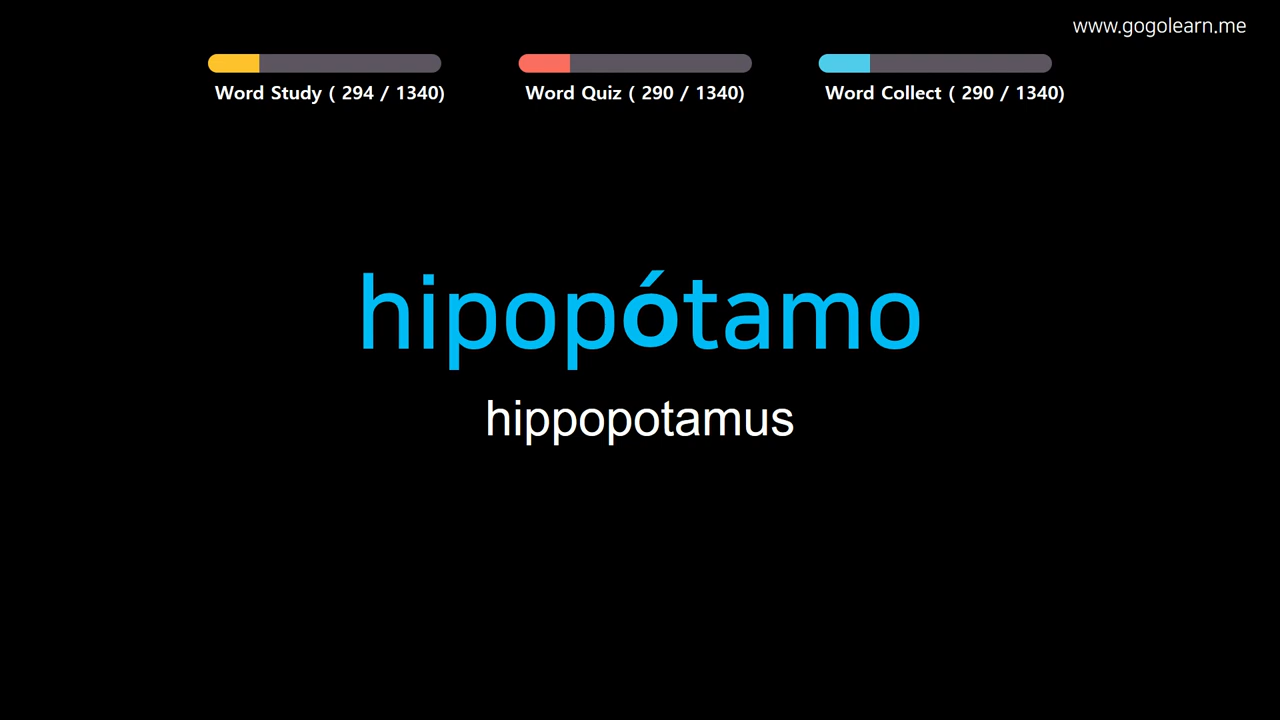 www.gogolearn.me
Word Study ( 294 / 1340)
Word Quiz ( 290 / 1340)
Word Collect ( 290 / 1340)
hipopótamo
hippopotamus